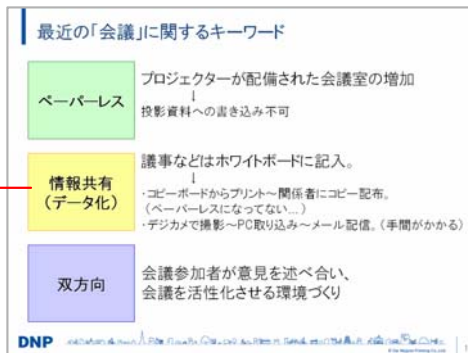 最近の「会議」に関するキーワード
ペーパーレス
プロジェクターが配備された会議室の増加
↓
投影資料への書き込み不可
情報共有
(データ化)
議事などはホワイトボードに記入。
↓
・コピーボードからプリント～関係者にコピー配布。
(ペーパーレスになってない...)
・デジカメで撮影～PC取り込み～メール配信。(手間がかかる)
双方向
会議参加者が意見を述べ合い、
会議を活性化させる環境づくり
DNP